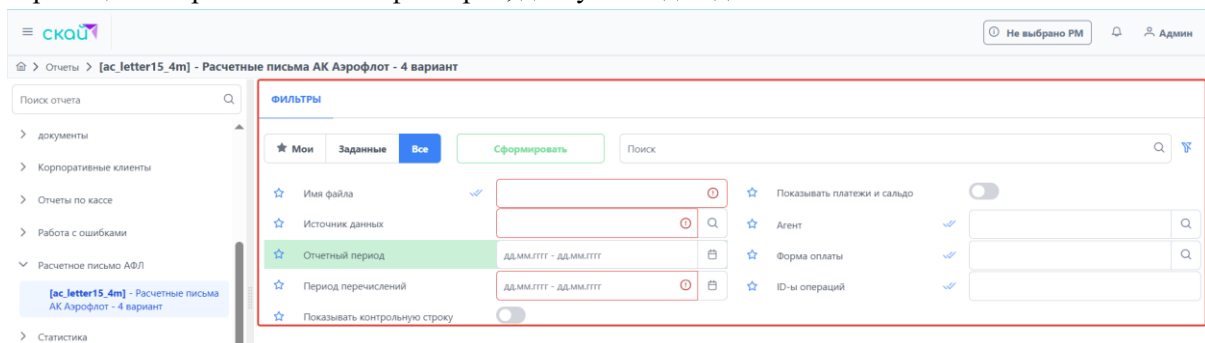 скай
Не выбрано РМ
Админ
Отчеты > [ac_letter15_4m] - Расчетные письма АК Аэрофлот - 4 вариант
Поиск отчета
документы
Корпоративные клиенты
Отчеты по кассе
Работа с ошибками
Расчетное письмо АФЛ
[ac_letter15_4m] - Расчетные письма
АК Аэрофлот - 4 вариант
Статистика
ФИЛЬТРЫ
Мои Заданные Все Сформировать Поиск
Имя файла
Показывать платежи и сальдо
Источник данных
Агент
Отчетный период дд.мм.гггг - дд.мм.гггг
Форма оплаты
Период перечислений дд.мм.гггг - дд.мм.гггг
ID-ы операций
Показывать контрольную строку